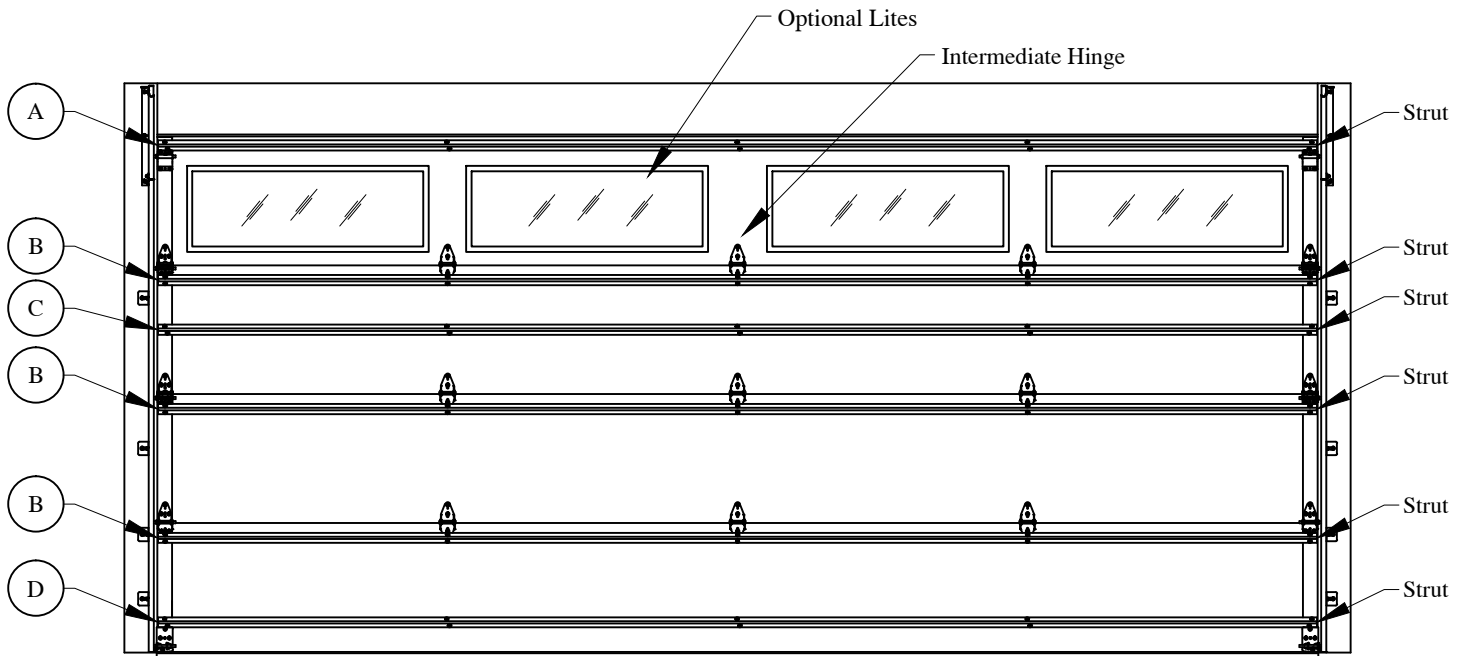 Optional Lites
Intermediate Hinge
A
Strut
B
Strut
C
Strut
B
Strut
B
Strut
D
Strut